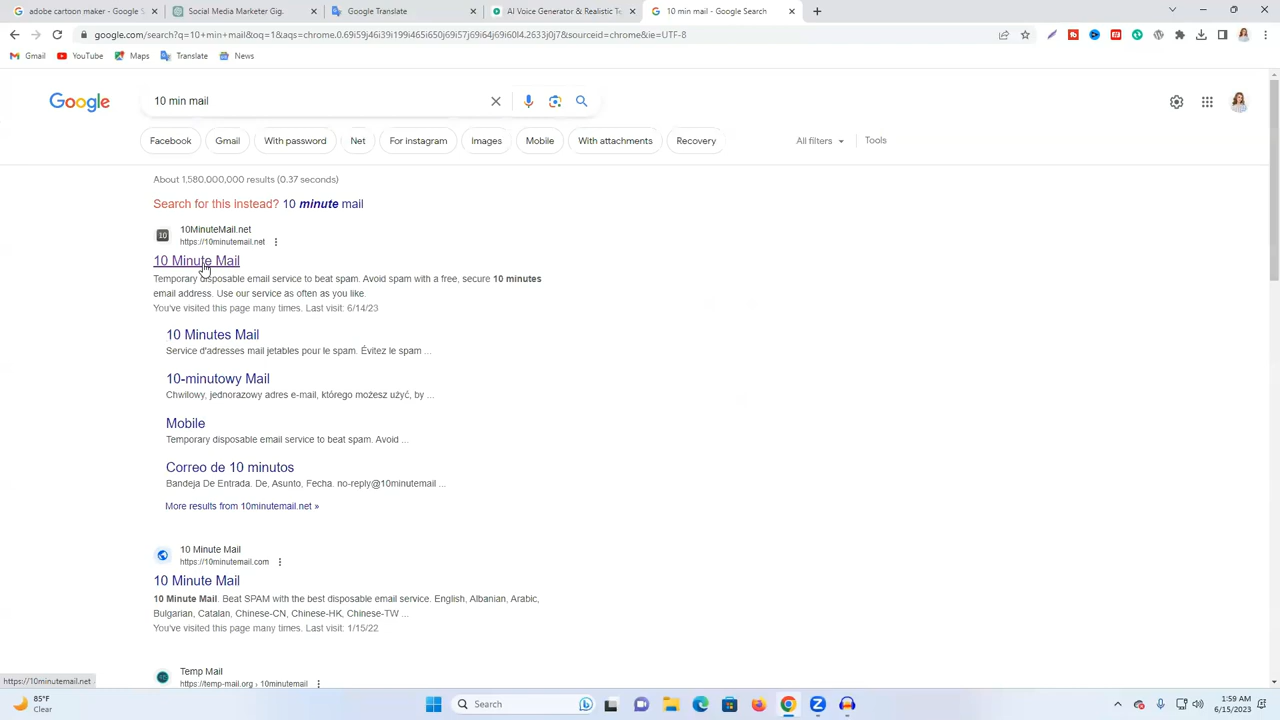 adobe cartoon maker - Google S
Social Media Marketer Gig.
Google Translate
AI Voice Generator & Realistic Te
10 min mail - Google Search
google.com/search?q=10+min+mail&oq=1&aqs=chrome.0.69i59j46i39i199i465i650j69i57j69i64j69i60l4.2633j0j7&sourceid=chrome&ie=UTF-8
Gmail
YouTube
Maps
Translate
News
Google
10 min mail
Facebook
Gmail
With password
Net
For instagram
Images
Mobile
With attachments
Recovery
All filters
Tools
About 1,580,000,000 results (0.37 seconds)
Search for this instead? 10 minute mail
10
10MinuteMail.net
https://10minutemail.net
10 Minute Mail
Temporary disposable email service to beat spam. Avoid spam with a free, secure 10 minutes
email address. Use our service as often as you like.
You've visited this page many times. Last visit: 6/14/23
10 Minutes Mail
Service d'adresses mail jetables pour le spam. Évitez le spam ...
10-minutowy Mail
Chwilowy, jednorazowy adres e-mail, którego możesz użyć, by ...
Mobile
Temporary disposable email service to beat spam. Avoid ...
Correo de 10 minutos
Bandeja De Entrada. De, Asunto, Fecha. no-reply@10minutemail ...
More results from 10minutemail.net »
10 Minute Mail
https://10minutemail.com
10 Minute Mail
10 Minute Mail. Beat SPAM with the best disposable email service. English, Albanian, Arabic,
Bulgarian, Catalan, Chinese-CN, Chinese-HK, Chinese-TW ...
You've visited this page many times. Last visit: 1/15/22
Temp Mail
https://temp-mail.org › 10minutemail
https://10minutemail.net
85°F
Clear
Search
1:59 AM
6/15/2023